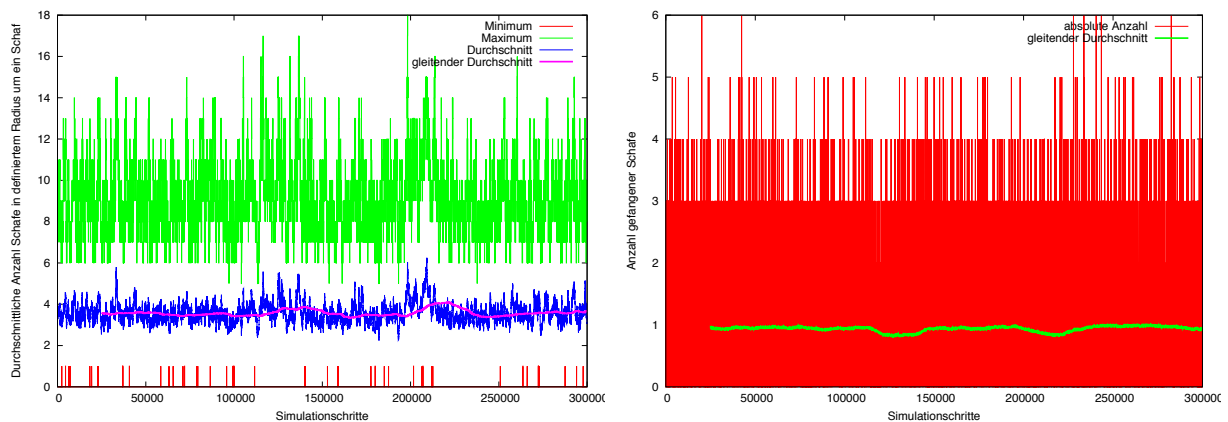 Durchschnittliche Anzahl Schafe in definiertem Radius um ein Schaf
18
16
14
12
10
8
6
4
2
0
Minimum
Maximum
Durchschnitt
gleitender Durchschnitt
0 50000 100000 150000 200000 250000 300000
Simulationschritte
Anzahl gefangener Schafe
6
5
4
3
2
1
0
absolute Anzahl
gleitender Durchschnitt
0 50000 100000 150000 200000 250000 300000
Simulationschritte